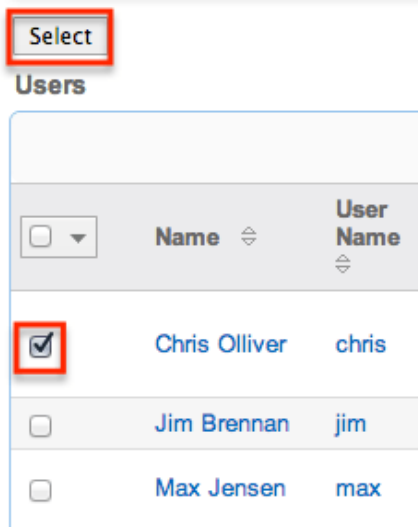 Select
Users
Name User Name
Chris Olliver chris
Jim Brennan jim
Max Jensen max